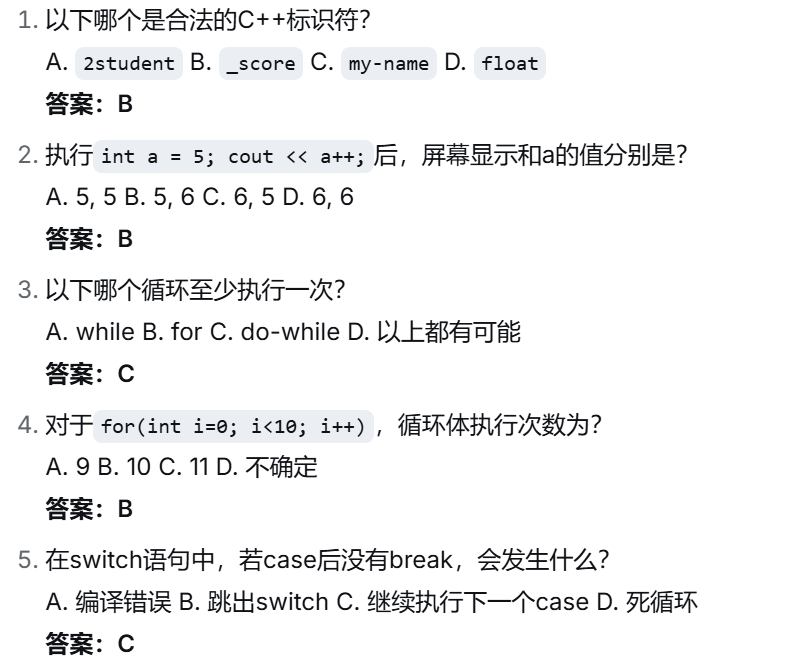 1. 以下哪个是合法的C++标识符？
A. 2student B. _score C. my-name D. float
答案：B
2. 执行int a = 5; cout << a++;后，屏幕显示和a的值分别是？
A. 5, 5 B. 5, 6 C. 6, 5 D. 6, 6
答案：B
3. 以下哪个循环至少执行一次？
A. while B. for C. do-while D. 以上都有可能
答案：C
4. 对于for(int i=0; i<10; i++)，循环体执行次数为？
A. 9 B. 10 C. 11 D. 不确定
答案：B
5. 在switch语句中，若case后没有break，会发生什么？
A. 编译错误 B. 跳出switch C. 继续执行下一个case D. 死循环
答案：C